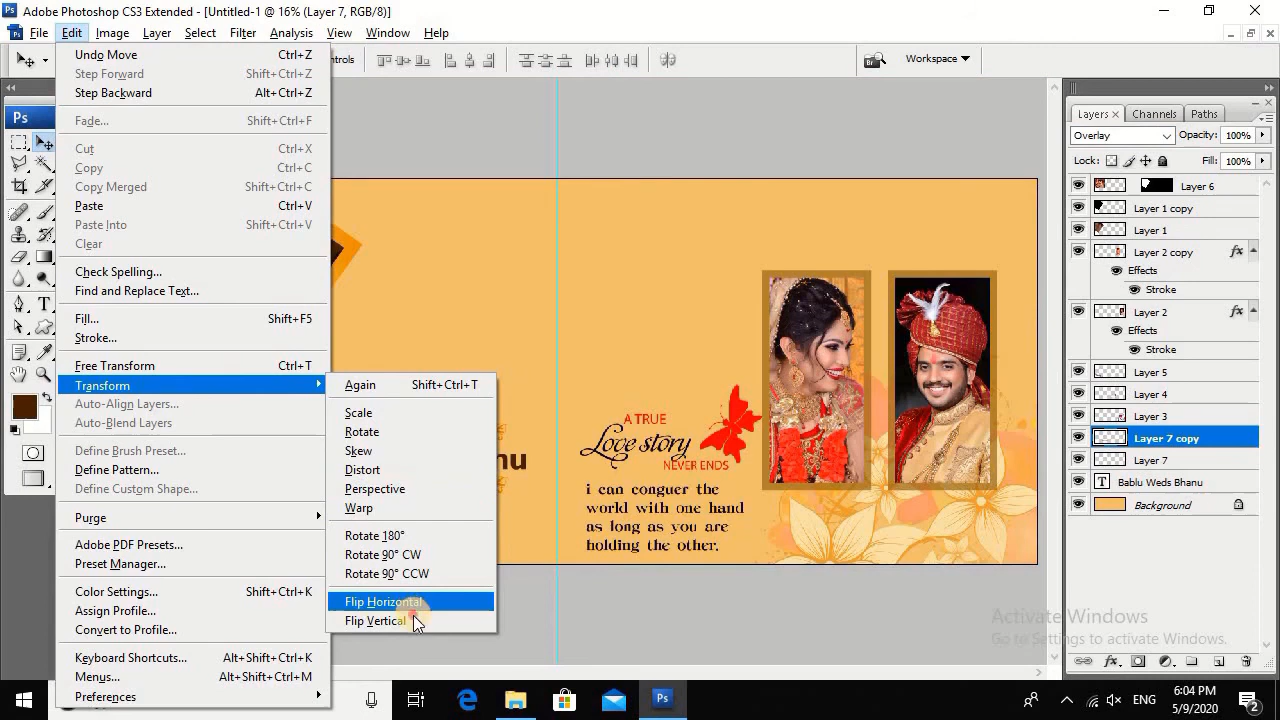 Adobe Photoshop CS3 Extended - [Untitled-1 @ 16% (Layer 7, RGB/8)]
File Edit Image Layer Select Filter Analysis View Window Help
Undo Move Ctrl+Z
Step Forward Shift+Ctrl+Z
Step Backward Alt+Ctrl+Z
Fade... Shift+Ctrl+F
Cut Ctrl+X
Copy Ctrl+C
Copy Merged Shift+Ctrl+C
Paste Ctrl+V
Paste Into Shift+Ctrl+V
Clear
Check Spelling...
Find and Replace Text...
Fill... Shift+F5
Stroke...
Free Transform Ctrl+T
Transform
Auto-Align Layers...
Auto-Blend Layers
Define Brush Preset...
Define Pattern...
Define Custom Shape...
Purge
Adobe PDF Presets...
Preset Manager...
Color Settings... Shift+Ctrl+K
Assign Profile...
Convert to Profile...
Keyboard Shortcuts... Alt+Shift+Ctrl+K
Menus... Alt+Shift+Ctrl+M
Preferences
Again Shift+Ctrl+T
Scale
Rotate
Skew
Distort
Perspective
Warp
Rotate 180°
Rotate 90° CW
Rotate 90° CCW
Flip Horizontal
Flip Vertical
Workspace
Ps
A TRUE
Love story
NEVER ENDS
i can conguer the
world with one hand
as long as you are
holding the other.
Layers Channels Paths
Overlay Opacity: 100%
Lock: Fill: 100%
Layer 6
Layer 1 copy
Layer 1
Layer 2 copy fx
Effects
Stroke
Layer 2 fx
Effects
Stroke
Layer 5
Layer 4
Layer 3
Layer 7 copy
Layer 7
T Bablu Weds Bhanu
Background
Activate Windows
Go to Settings to activate Windows.
Ps
ENG
6:04 PM
5/9/2020
2